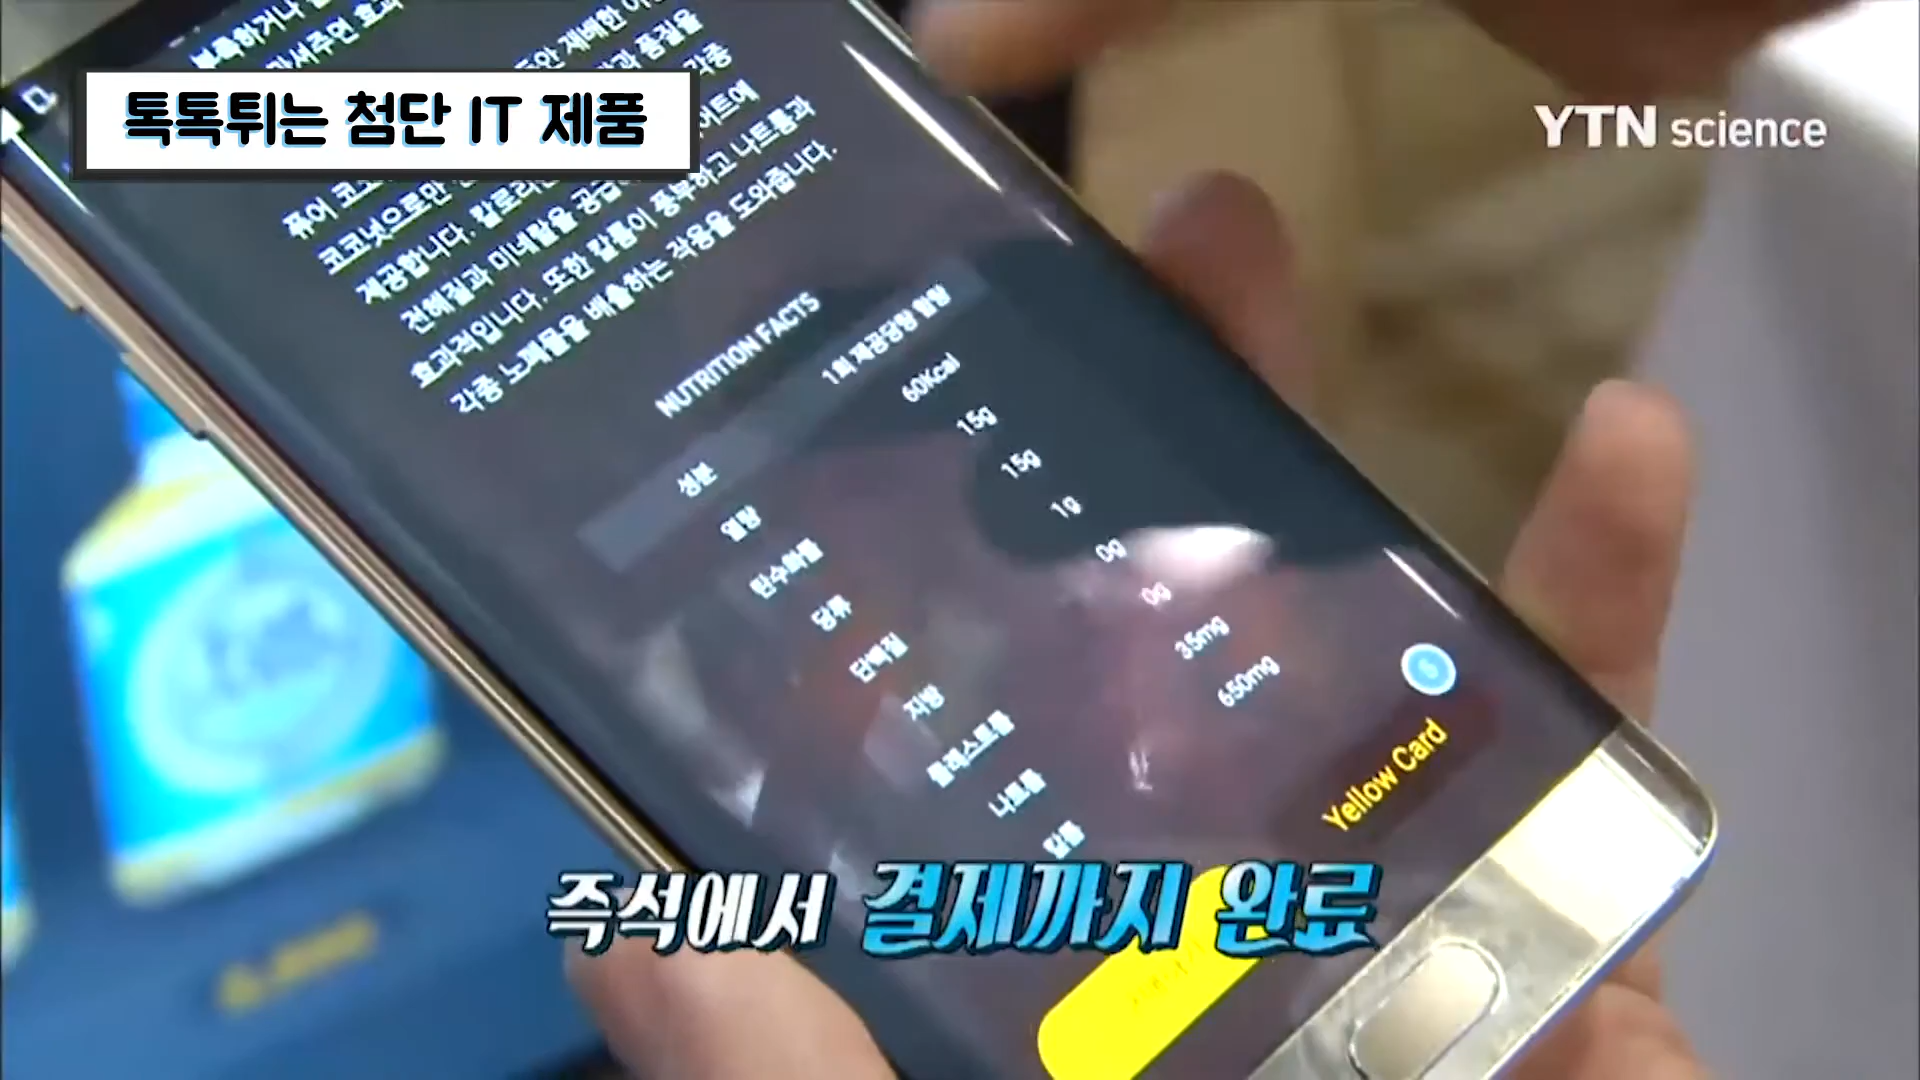 톡톡튀는 첨단 IT 제품
YTN science
퓨어
코코넛으로만
제공합니다. 칼로리는
전해질과 미네랄을
효과적입니다. 또한 칼륨이 풍부하고 나트륨과
각종 노폐물을 배출하는 작용을 도와줍니다.
NUTRITION FACTS
성분 1회 제공당량 함량
열량 60Kcal
탄수화물 15g
당류 15g
단백질 1g
지방 0g
콜레스트롤 0g
나트륨 35mg
칼륨 650mg
Yellow Card
즉석에서 결제까지 완료